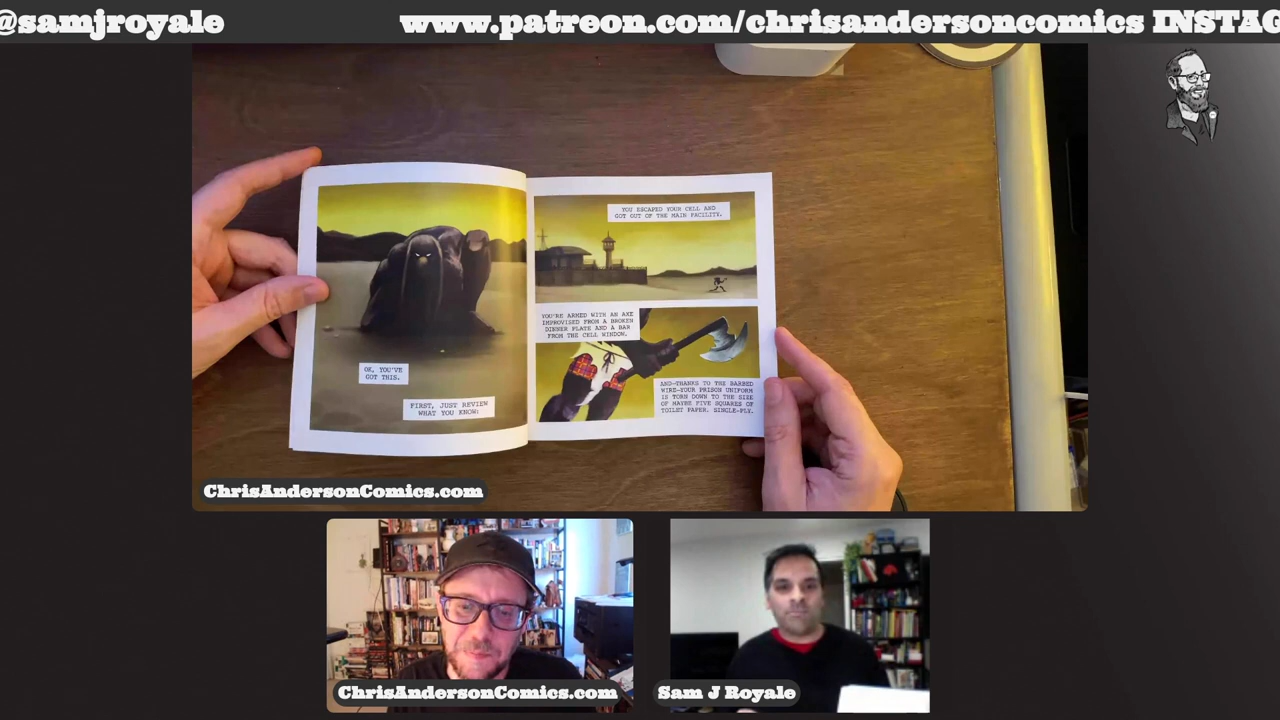 @samjroyale
www.patreon.com/chrisandersoncomics INSTAG
OK, YOU'VE
GOT THIS.
FIRST, JUST REVIEW
WHAT YOU KNOW:
YOU ESCAPED YOUR CELL AND
GOT OUT OF THE MAIN FACILITY.
YOU'RE ARMED WITH AN AXE
IMPROVISED FROM A BROKEN
DINNER PLATE AND A BAR
FROM THE CELL WINDOW.
AND—THANKS TO THE BARBED
WIRE—YOUR PRISON UNIFORM
IS TORN DOWN TO THE SIZE
OF MAYBE FIVE SQUARES OF
TOILET PAPER. SINGLE-PLY.
ChrisAndersonComics.com
ChrisAndersonComics.com
Sam J Royale